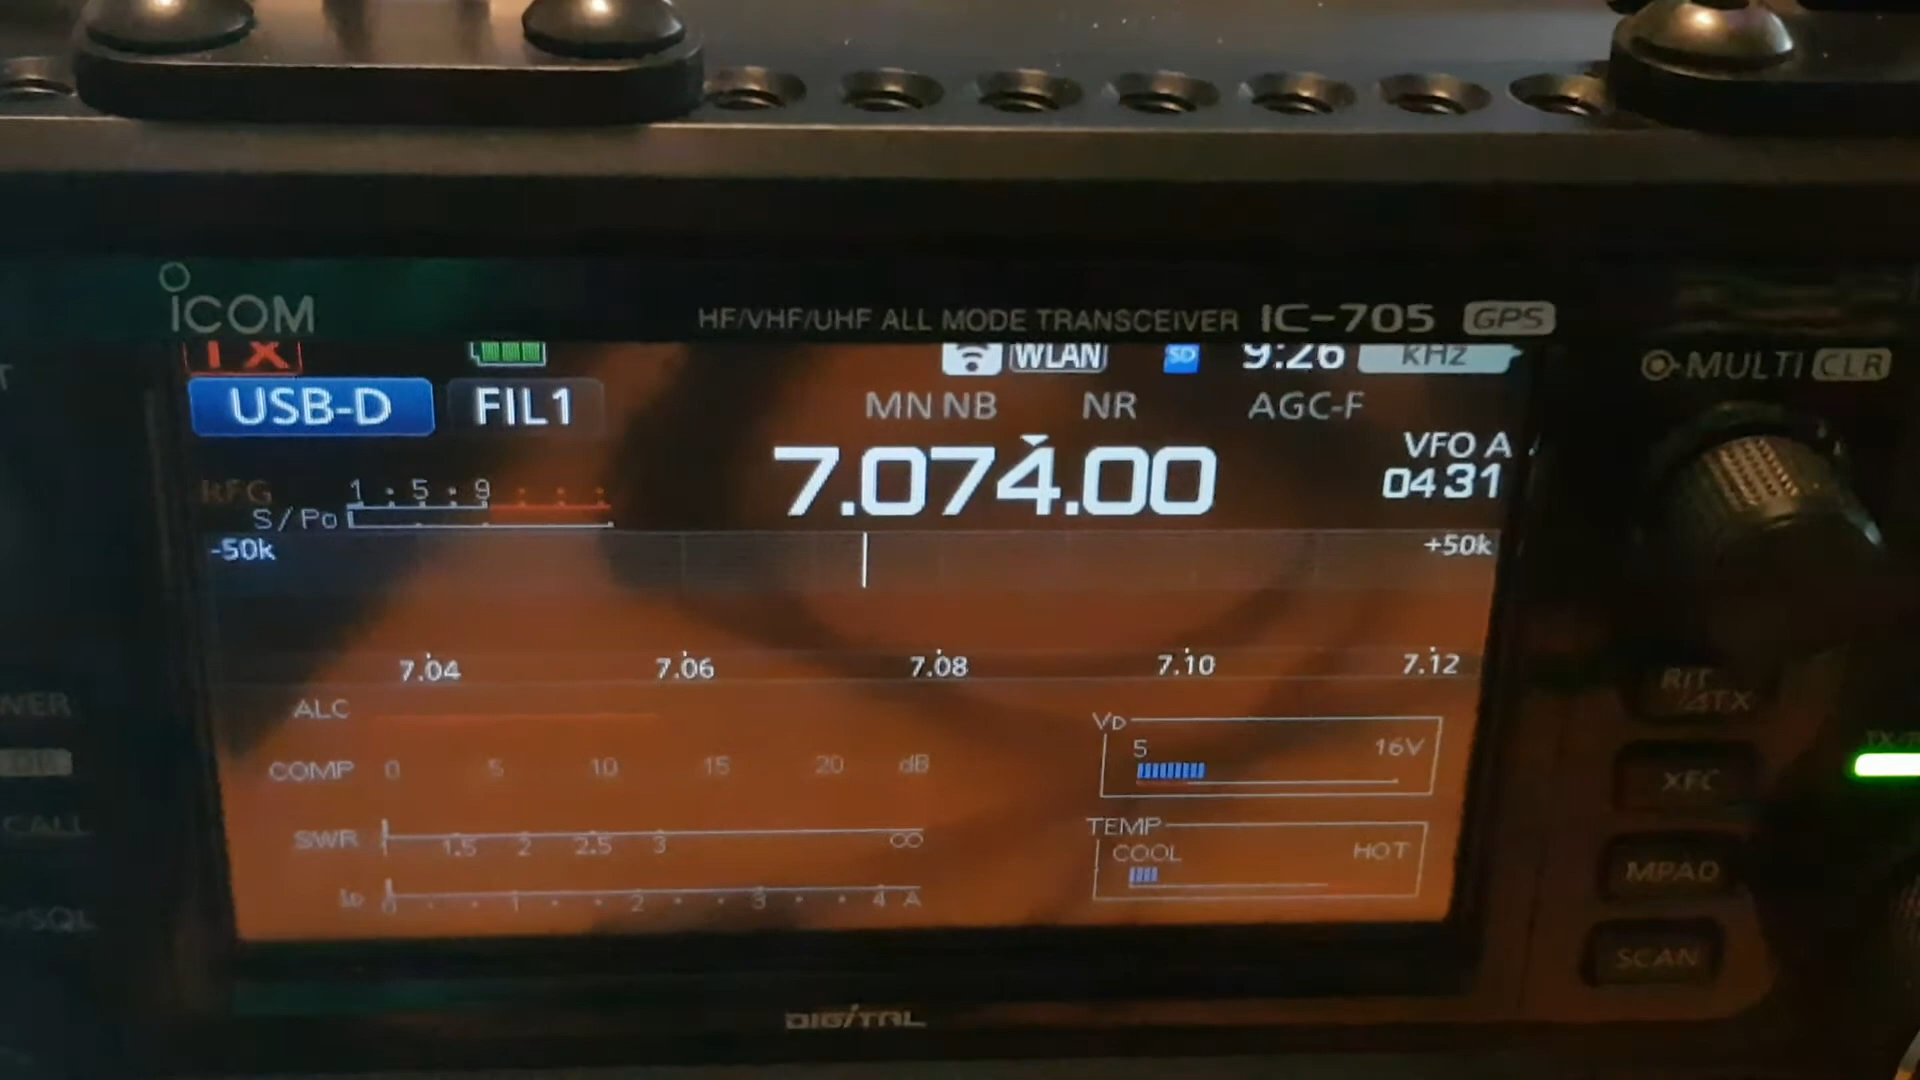 ICOM
HF/VHF/UHF ALL MODE TRANSCEIVER IC-705 GPS
TX WLAN SD 9:26 kHz
MULTI CLR
USB-D FIL1 MN NB NR AGC-F
7.074.00 VFO A
0431
RFG 1 5 9
S/Po
-50k +50k
7.04 7.06 7.08 7.10 7.12
RIT
/⊿TX
ALC
VD
5 16V
COMP 0 5 10 15 20 dB
XFC
CALL
SWR 1 1.5 2 2.5 3 ∞
TEMP
COOL HOT
MPAD
ID 0 1 2 3 4 A
SCAN
DIGITAL